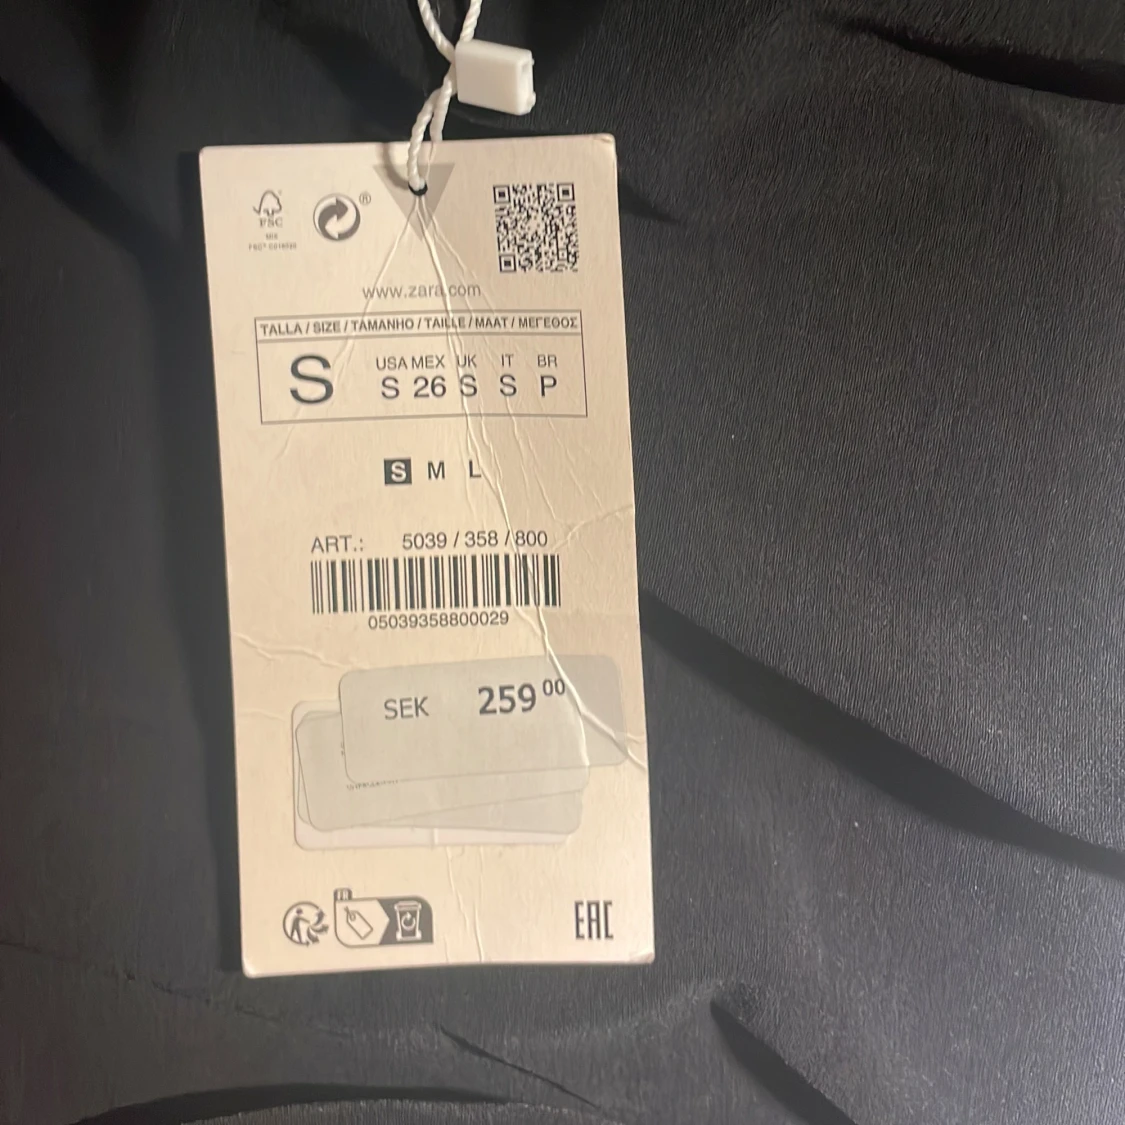 FSC
®
www.zara.com
TALLA / SIZE / TAMANHO / TAILLE / MAAT / ΜΕΓΕΘΟΣ
S
USA MEX UK IT BR
S 26 S S P
S M L
ART.: 5039 / 358 / 800
05039358800029
SEK 259 00
FR
EAC